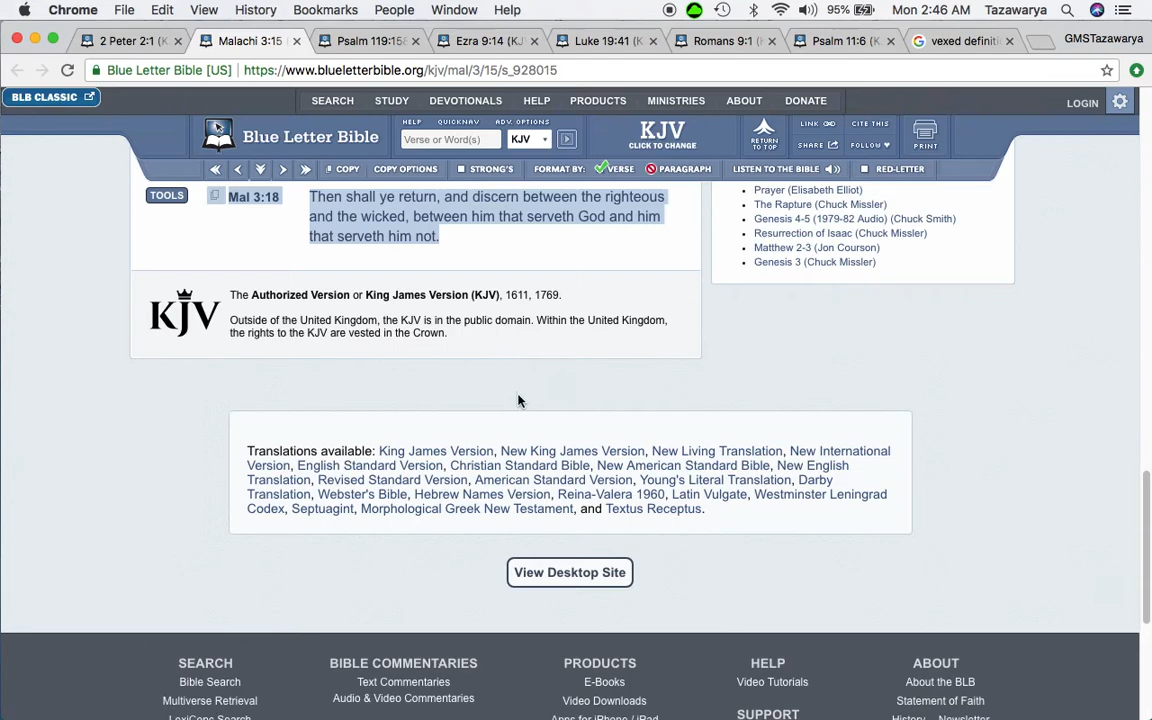 Chrome File Edit View History Bookmarks People Window Help 95% Mon 2:46 AM Tazawarya
2 Peter 2:1 (K Malachi 3:15 Psalm 119:158 Ezra 9:14 (KJ Luke 19:41 (K Romans 9:1 (K Psalm 11:6 (K vexed definiti GMSTazawarya
Blue Letter Bible [US] https://www.blueletterbible.org/kjv/mal/3/15/s_928015
BLB CLASSIC SEARCH STUDY DEVOTIONALS HELP PRODUCTS MINISTRIES ABOUT DONATE LOGIN
HELP QUICKNAV ADV. OPTIONS
Blue Letter Bible Verse or Word(s) KJV KJV CLICK TO CHANGE RETURN TO TOP LINK CITE THIS SHARE FOLLOW PRINT
COPY COPY OPTIONS STRONG'S FORMAT BY: VERSE PARAGRAPH LISTEN TO THE BIBLE RED-LETTER
TOOLS Mal 3:18 Then shall ye return, and discern between the righteous
and the wicked, between him that serveth God and him
that serveth him not.
Prayer (Elisabeth Elliot)
The Rapture (Chuck Missler)
Genesis 4-5 (1979-82 Audio) (Chuck Smith)
Resurrection of Isaac (Chuck Missler)
Matthew 2-3 (Jon Courson)
Genesis 3 (Chuck Missler)
KJV
The Authorized Version or King James Version (KJV), 1611, 1769.
Outside of the United Kingdom, the KJV is in the public domain. Within the United Kingdom,
the rights to the KJV are vested in the Crown.
Translations available: King James Version, New King James Version, New Living Translation, New International
Version, English Standard Version, Christian Standard Bible, New American Standard Bible, New English
Translation, Revised Standard Version, American Standard Version, Young's Literal Translation, Darby
Translation, Webster's Bible, Hebrew Names Version, Reina-Valera 1960, Latin Vulgate, Westminster Leningrad
Codex, Septuagint, Morphological Greek New Testament, and Textus Receptus.
View Desktop Site
SEARCH BIBLE COMMENTARIES PRODUCTS HELP ABOUT
Bible Search Text Commentaries E-Books Video Tutorials About the BLB
Multiverse Retrieval Audio & Video Commentaries Video Downloads Statement of Faith
LexiConc Search Apps for iPhone / iPad SUPPORT History Newsletter